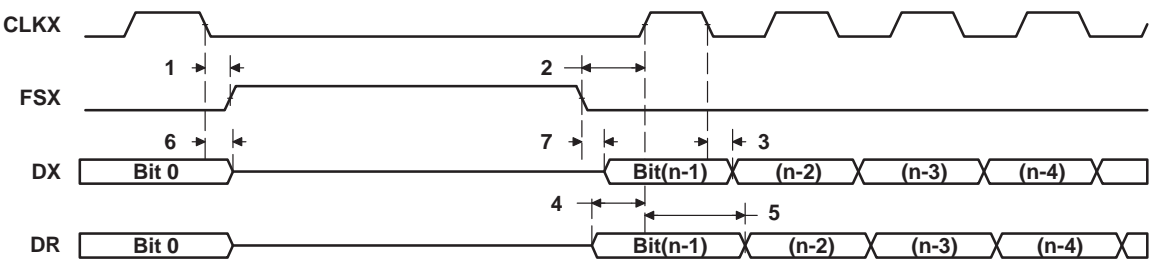 CLKX
1 2
FSX
6 7 3
DX Bit 0 Bit(n-1) (n-2) (n-3) (n-4)
4 5
DR Bit 0 Bit(n-1) (n-2) (n-3) (n-4)